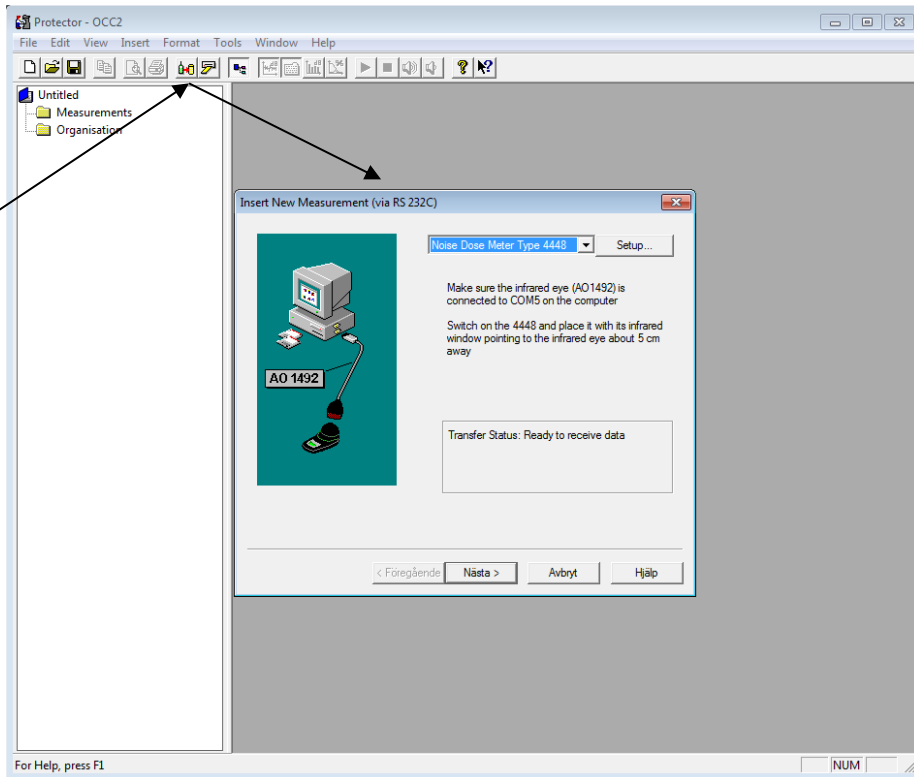 Protector - OCC2
File Edit View Insert Format Tools Window Help
Untitled
Measurements
Organisation
Insert New Measurement (via RS 232C)
Noise Dose Meter Type 4448
Setup...
Make sure the infrared eye (AO1492) is
connected to COM5 on the computer
Switch on the 4448 and place it with its infrared
window pointing to the infrared eye about 5 cm
away
AO 1492
Transfer Status: Ready to receive data
< Föregående Nästa > Avbryt Hjälp
For Help, press F1 NUM